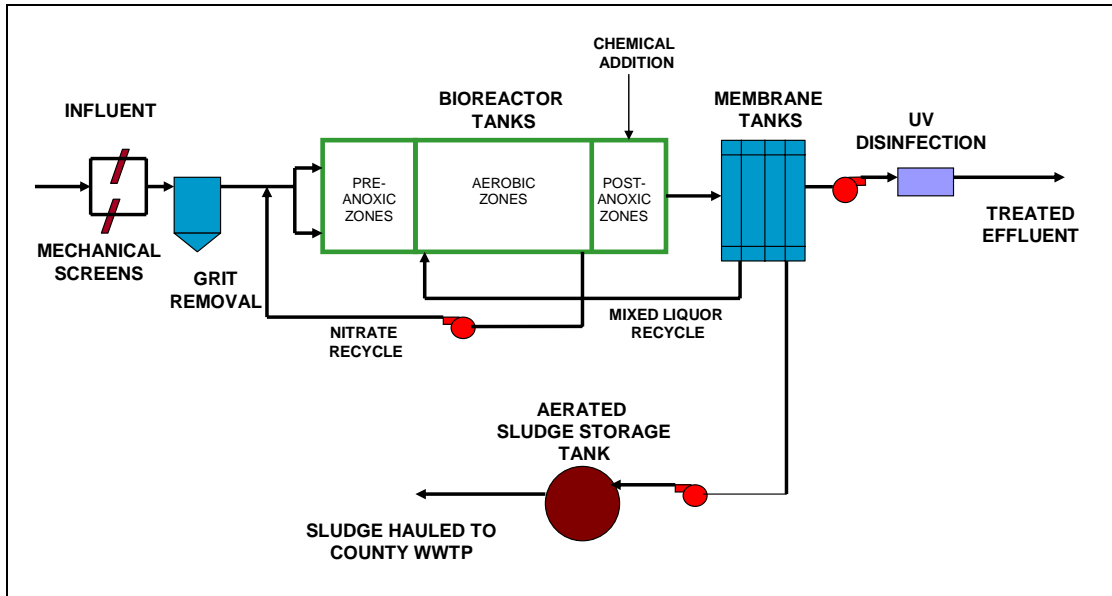 CHEMICAL
ADDITION
INFLUENT
BIOREACTOR
TANKS
MEMBRANE
TANKS
UV
DISINFECTION
PRE-
ANOXIC
ZONES
AEROBIC
ZONES
POST-
ANOXIC
ZONES
MECHANICAL
SCREENS
GRIT
REMOVAL
TREATED
EFFLUENT
NITRATE
RECYCLE
MIXED LIQUOR
RECYCLE
AERATED
SLUDGE STORAGE
TANK
SLUDGE HAULED TO
COUNTY WWTP